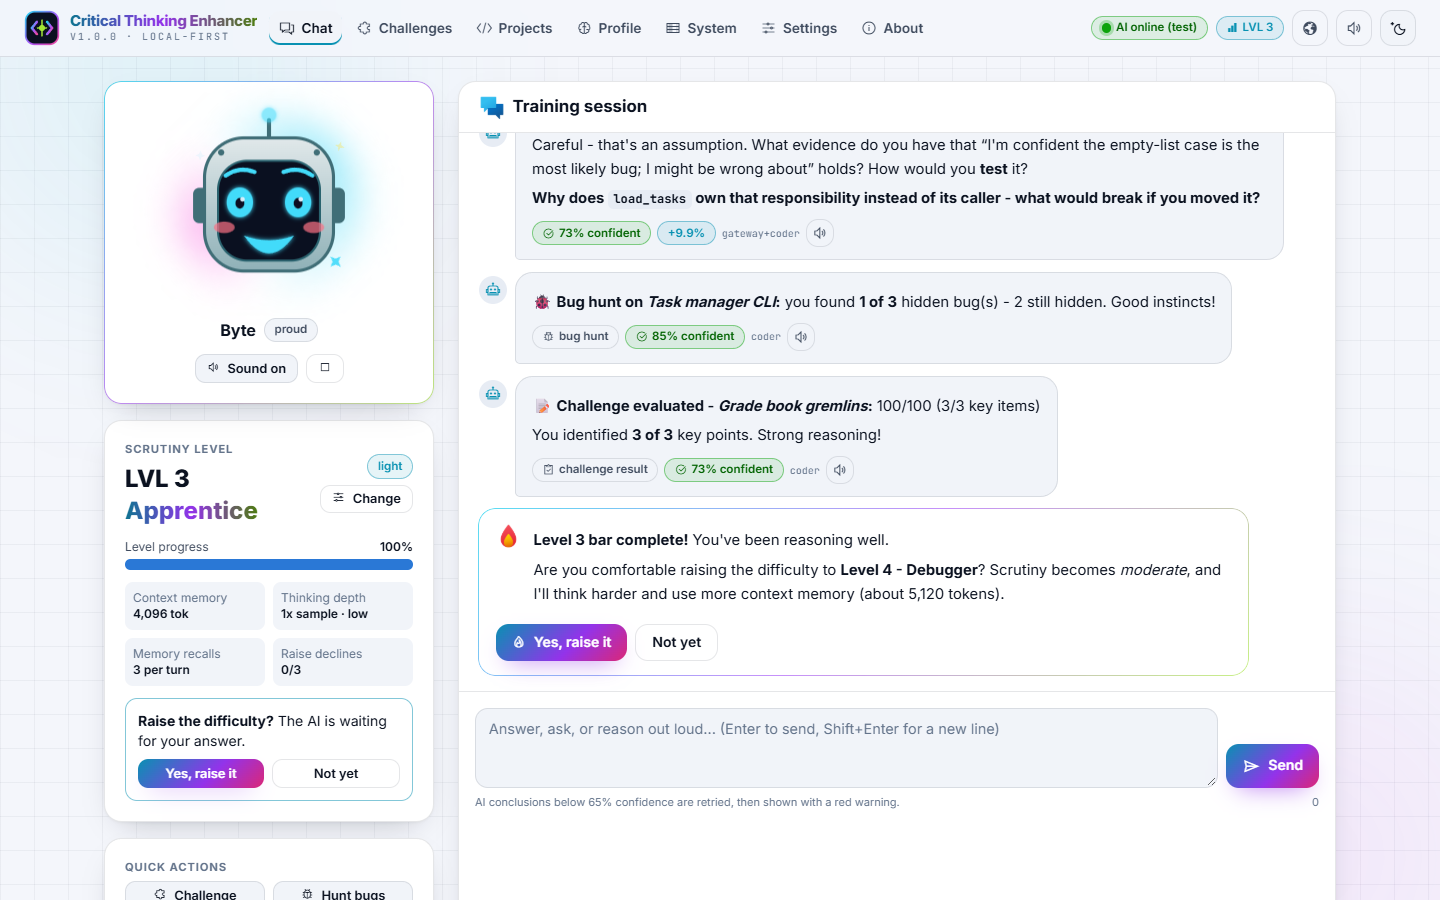 Critical Thinking Enhancer
V1.0.0 · LOCAL-FIRST
Chat
Challenges
Projects
Profile
System
Settings
About
AI online (test)
LVL 3
Byte
proud
Sound on
SCRUTINY LEVEL
LVL 3
Apprentice
light
Change
Level progress
100%
Context memory
4,096 tok
Thinking depth
1x sample · low
Memory recalls
3 per turn
Raise declines
0/3
Raise the difficulty? The AI is waiting
for your answer.
Yes, raise it
Not yet
QUICK ACTIONS
Challenge
Hunt bugs
Training session
Careful - that's an assumption. What evidence do you have that “I'm confident the empty-list case is the
most likely bug; I might be wrong about” holds? How would you test it?
Why does load_tasks own that responsibility instead of its caller - what would break if you moved it?
73% confident
+9.9%
gateway+coder
Bug hunt on Task manager CLI: you found 1 of 3 hidden bug(s) - 2 still hidden. Good instincts!
bug hunt
85% confident
coder
Challenge evaluated - Grade book gremlins: 100/100 (3/3 key items)
You identified 3 of 3 key points. Strong reasoning!
challenge result
73% confident
coder
Level 3 bar complete! You've been reasoning well.
Are you comfortable raising the difficulty to Level 4 - Debugger? Scrutiny becomes moderate, and
I'll think harder and use more context memory (about 5,120 tokens).
Yes, raise it
Not yet
Answer, ask, or reason out loud... (Enter to send, Shift+Enter for a new line)
Send
AI conclusions below 65% confidence are retried, then shown with a red warning.
0